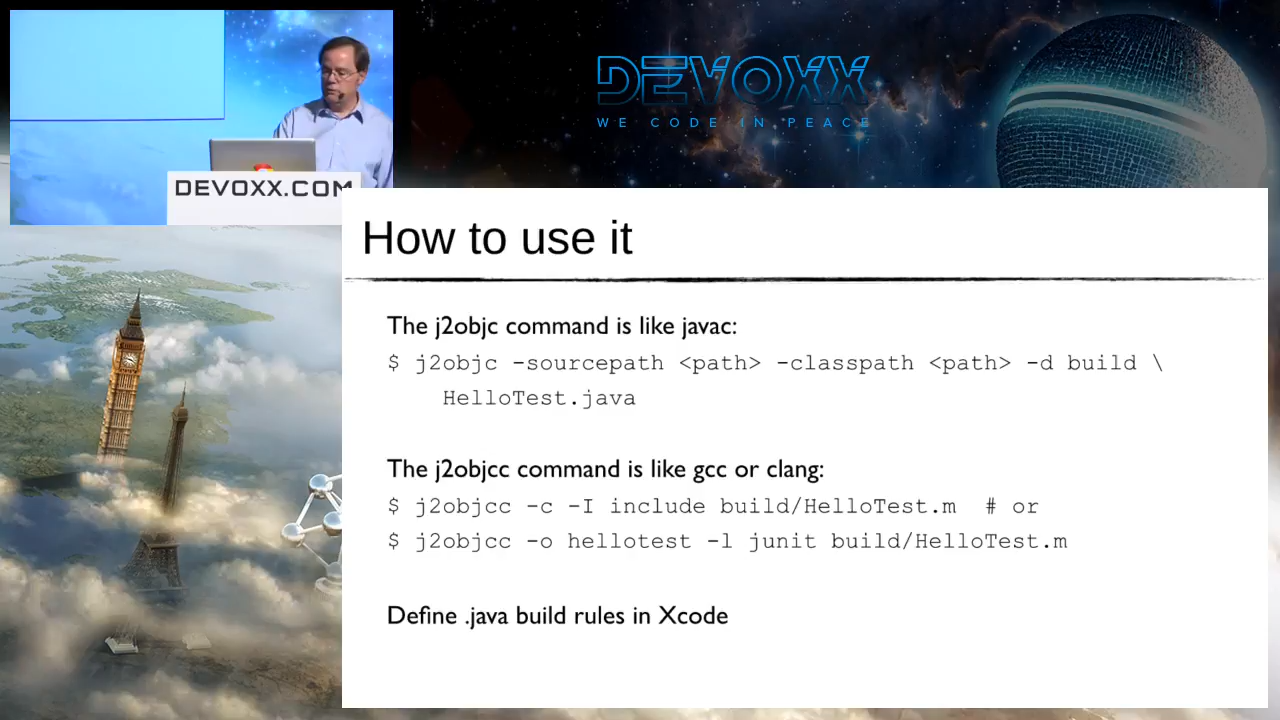 DEVOXX
WE CODE IN PEACE
DEVOXX.COM
How to use it
The j2objc command is like javac:
$ j2objc -sourcepath <path> -classpath <path> -d build \
HelloTest.java
The j2objcc command is like gcc or clang:
$ j2objcc -c -I include build/HelloTest.m # or
$ j2objcc -o hellotest -l junit build/HelloTest.m
Define .java build rules in Xcode